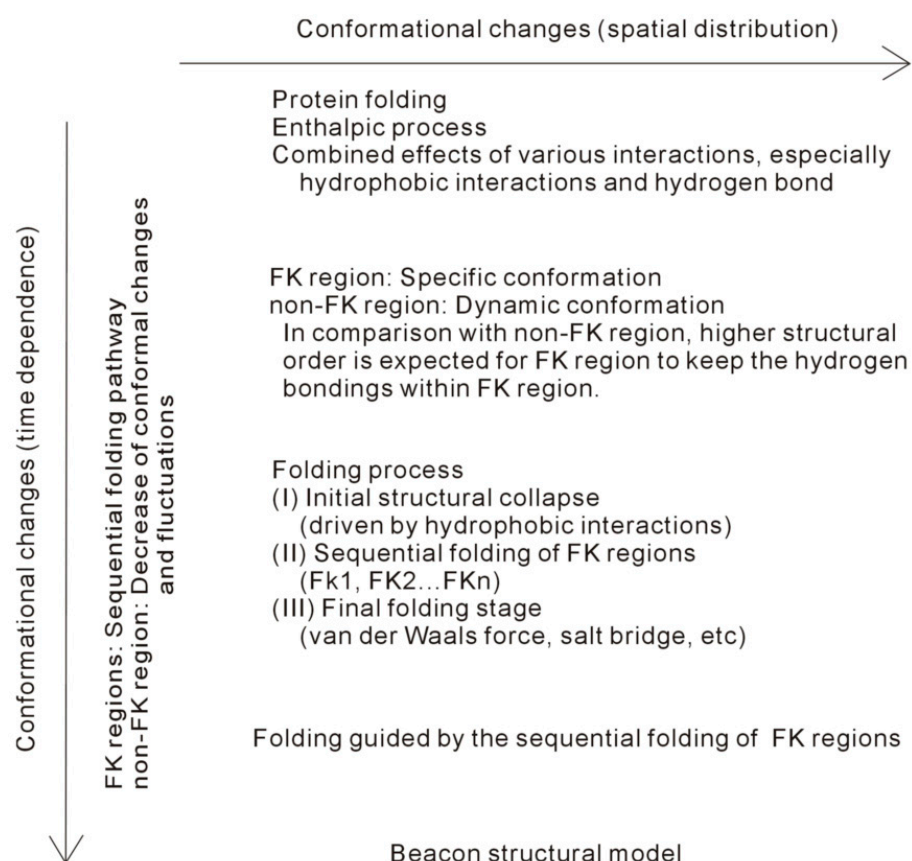 Conformational changes (spatial distribution)
Protein folding
Enthalpic process
Combined effects of various interactions, especially
hydrophobic interactions and hydrogen bond
FK region: Specific conformation
non-FK region: Dynamic conformation
In comparison with non-FK region, higher structural
order is expected for FK region to keep the hydrogen
bondings within FK region.
Folding process
(I) Initial structural collapse
(driven by hydrophobic interactions)
(II) Sequential folding of FK regions
(Fk1, FK2...FKn)
(III) Final folding stage
(van der Waals force, salt bridge, etc)
Folding guided by the sequential folding of FK regions
Beacon structural model
Conformational changes (time dependence)
FK regions: Sequential folding pathway
non-FK region: Decrease of conformal changes
and fluctuations